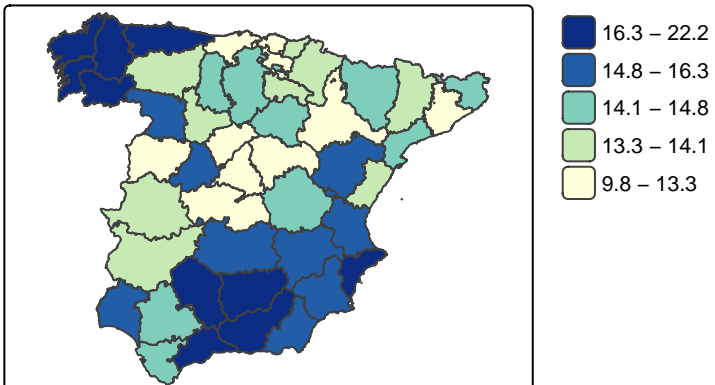 16.3 – 22.2
14.8 – 16.3
14.1 – 14.8
13.3 – 14.1
9.8 – 13.3